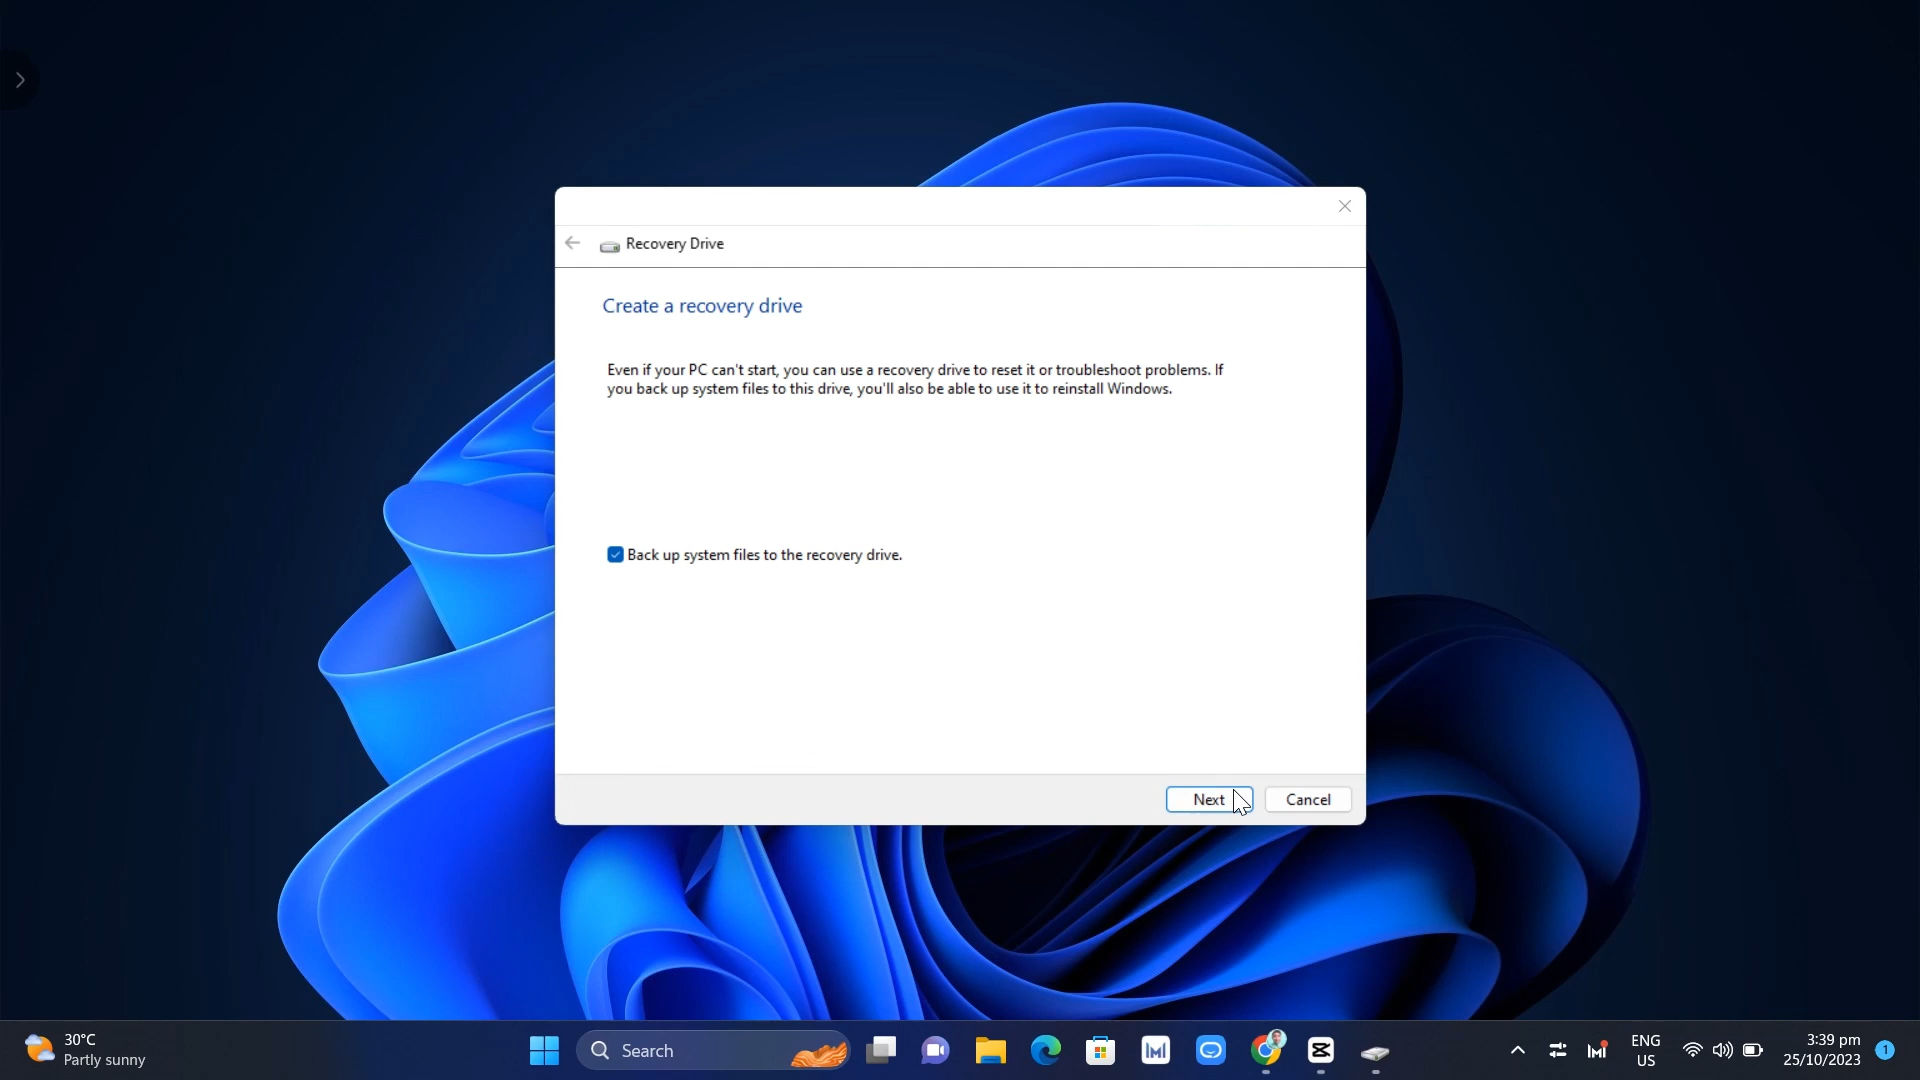 Recovery Drive
Create a recovery drive
Even if your PC can't start, you can use a recovery drive to reset it or troubleshoot problems. If
you back up system files to this drive, you'll also be able to use it to reinstall Windows.
Back up system files to the recovery drive.
Next
Cancel
30°C
Partly sunny
Search
ENG
US
3:39 pm
25/10/2023
1